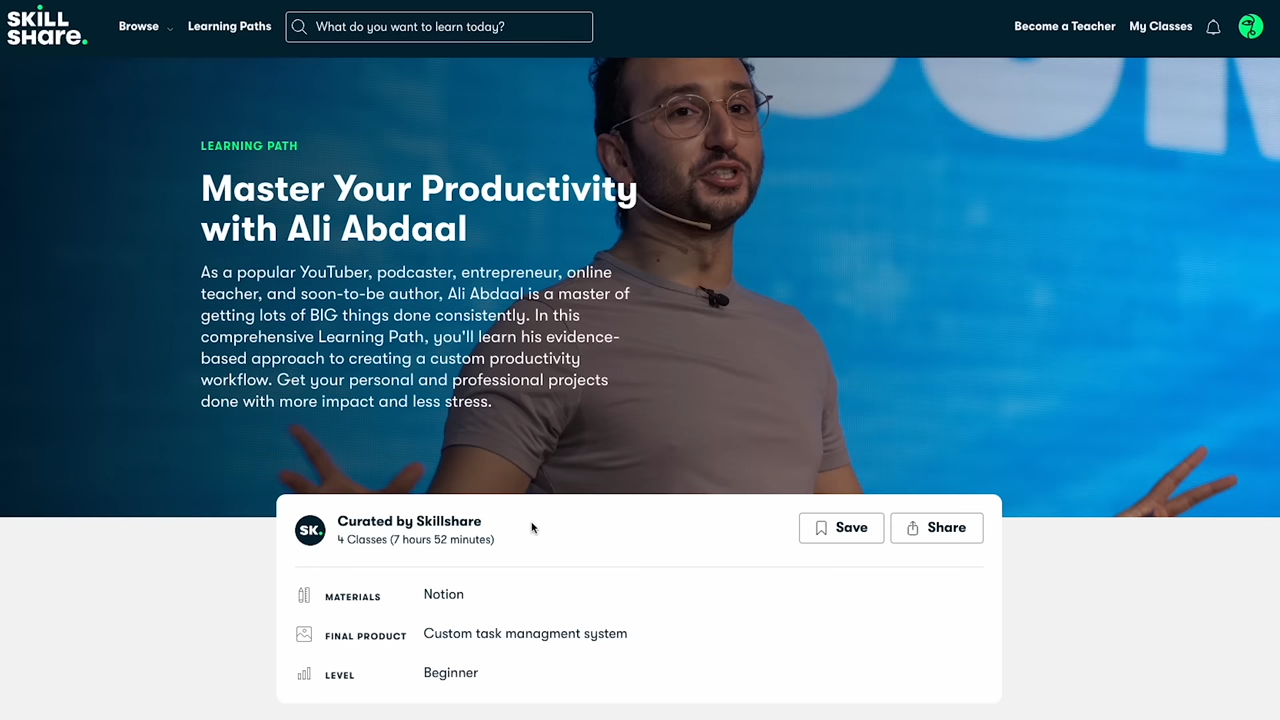 SKILL
SHare.
Browse
Learning Paths
What do you want to learn today?
Become a Teacher
My Classes
LEARNING PATH
Master Your Productivity
with Ali Abdaal
As a popular YouTuber, podcaster, entrepreneur, online
teacher, and soon-to-be author, Ali Abdaal is a master of
getting lots of BIG things done consistently. In this
comprehensive Learning Path, you'll learn his evidence-
based approach to creating a custom productivity
workflow. Get your personal and professional projects
done with more impact and less stress.
SK.
Curated by Skillshare
4 Classes (7 hours 52 minutes)
Save
Share
MATERIALS
Notion
FINAL PRODUCT
Custom task managment system
LEVEL
Beginner